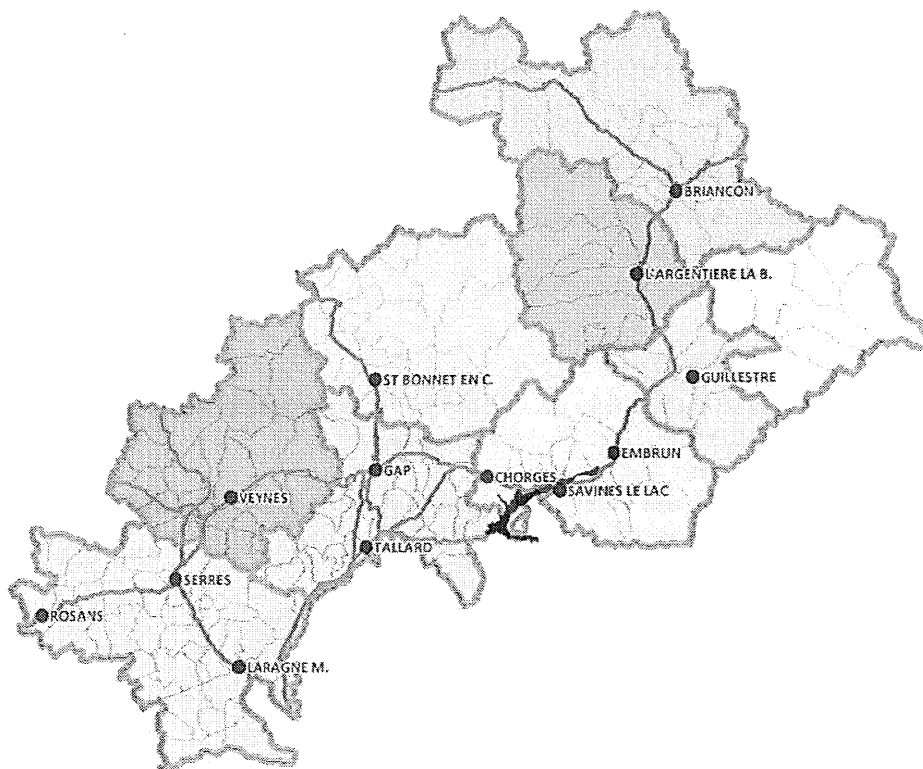 BRIANCON
L'ARGENTIERE LA B.
ST BONNET EN C.
GUILLESTRE
EMBRUN
GAP
CHORGES
SAVINES LE LAC
VEYNES
TALLARD
SERRES
ROSANS
LARAGNE M.